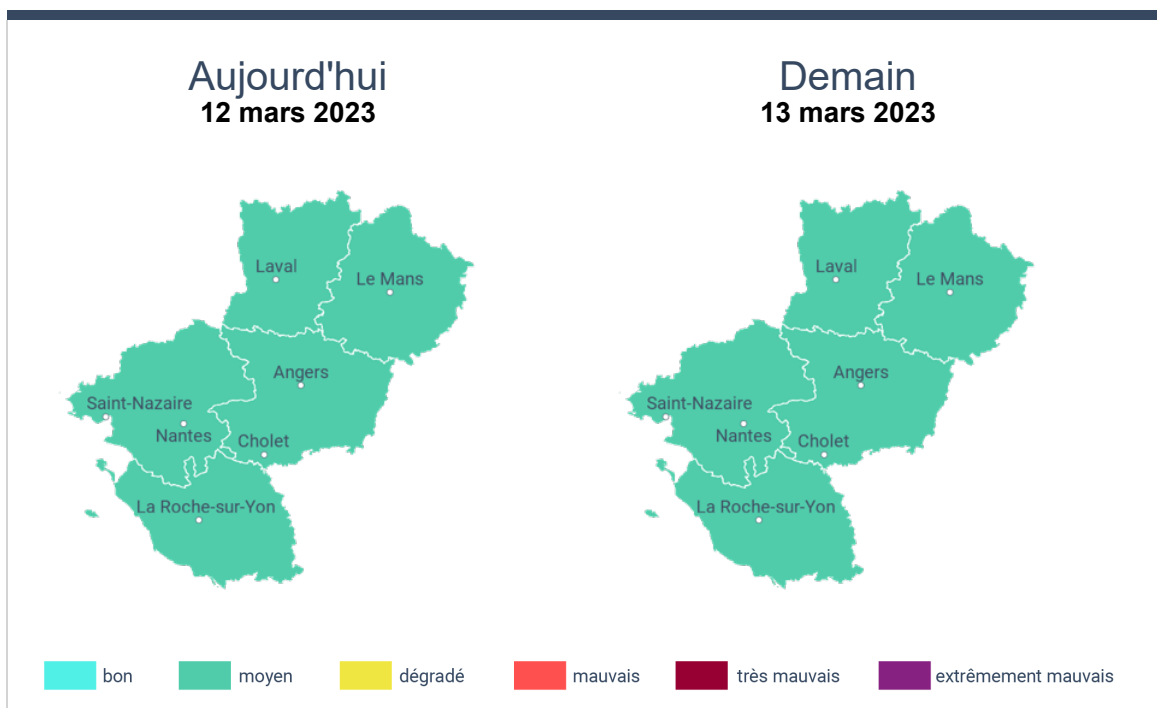 Aujourd'hui
12 mars 2023
Laval
Le Mans
Angers
Saint-Nazaire
Nantes
Cholet
La Roche-sur-Yon
Demain
13 mars 2023
Laval
Le Mans
Angers
Saint-Nazaire
Nantes
Cholet
La Roche-sur-Yon
bon moyen dégradé mauvais très mauvais extrêmement mauvais